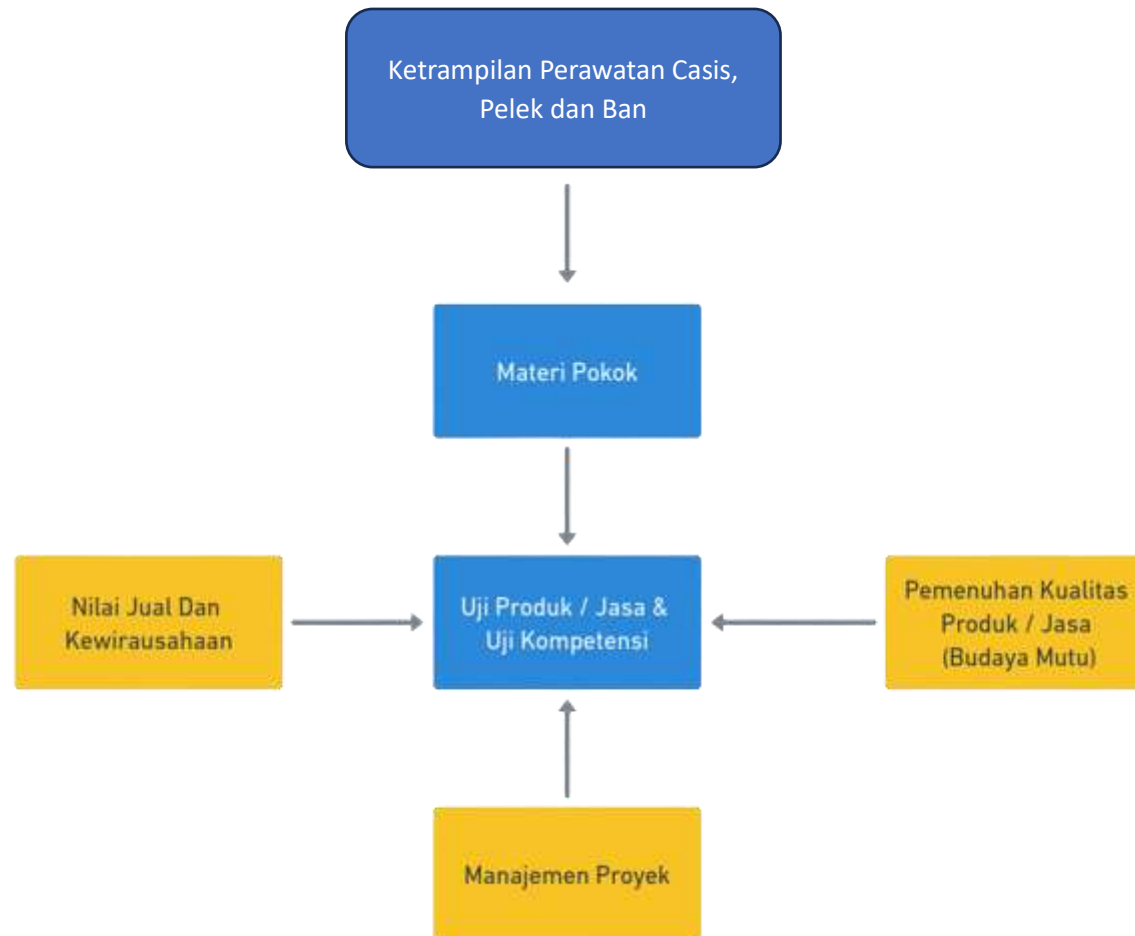 Ketrampilan Perawatan Casis,
Pelek dan Ban
Materi Pokok
Nilai Jual Dan
Kewirausahaan
Uji Produk / Jasa &
Uji Kompetensi
Pemenuhan Kualitas
Produk / Jasa
(Budaya Mutu)
Manajemen Proyek